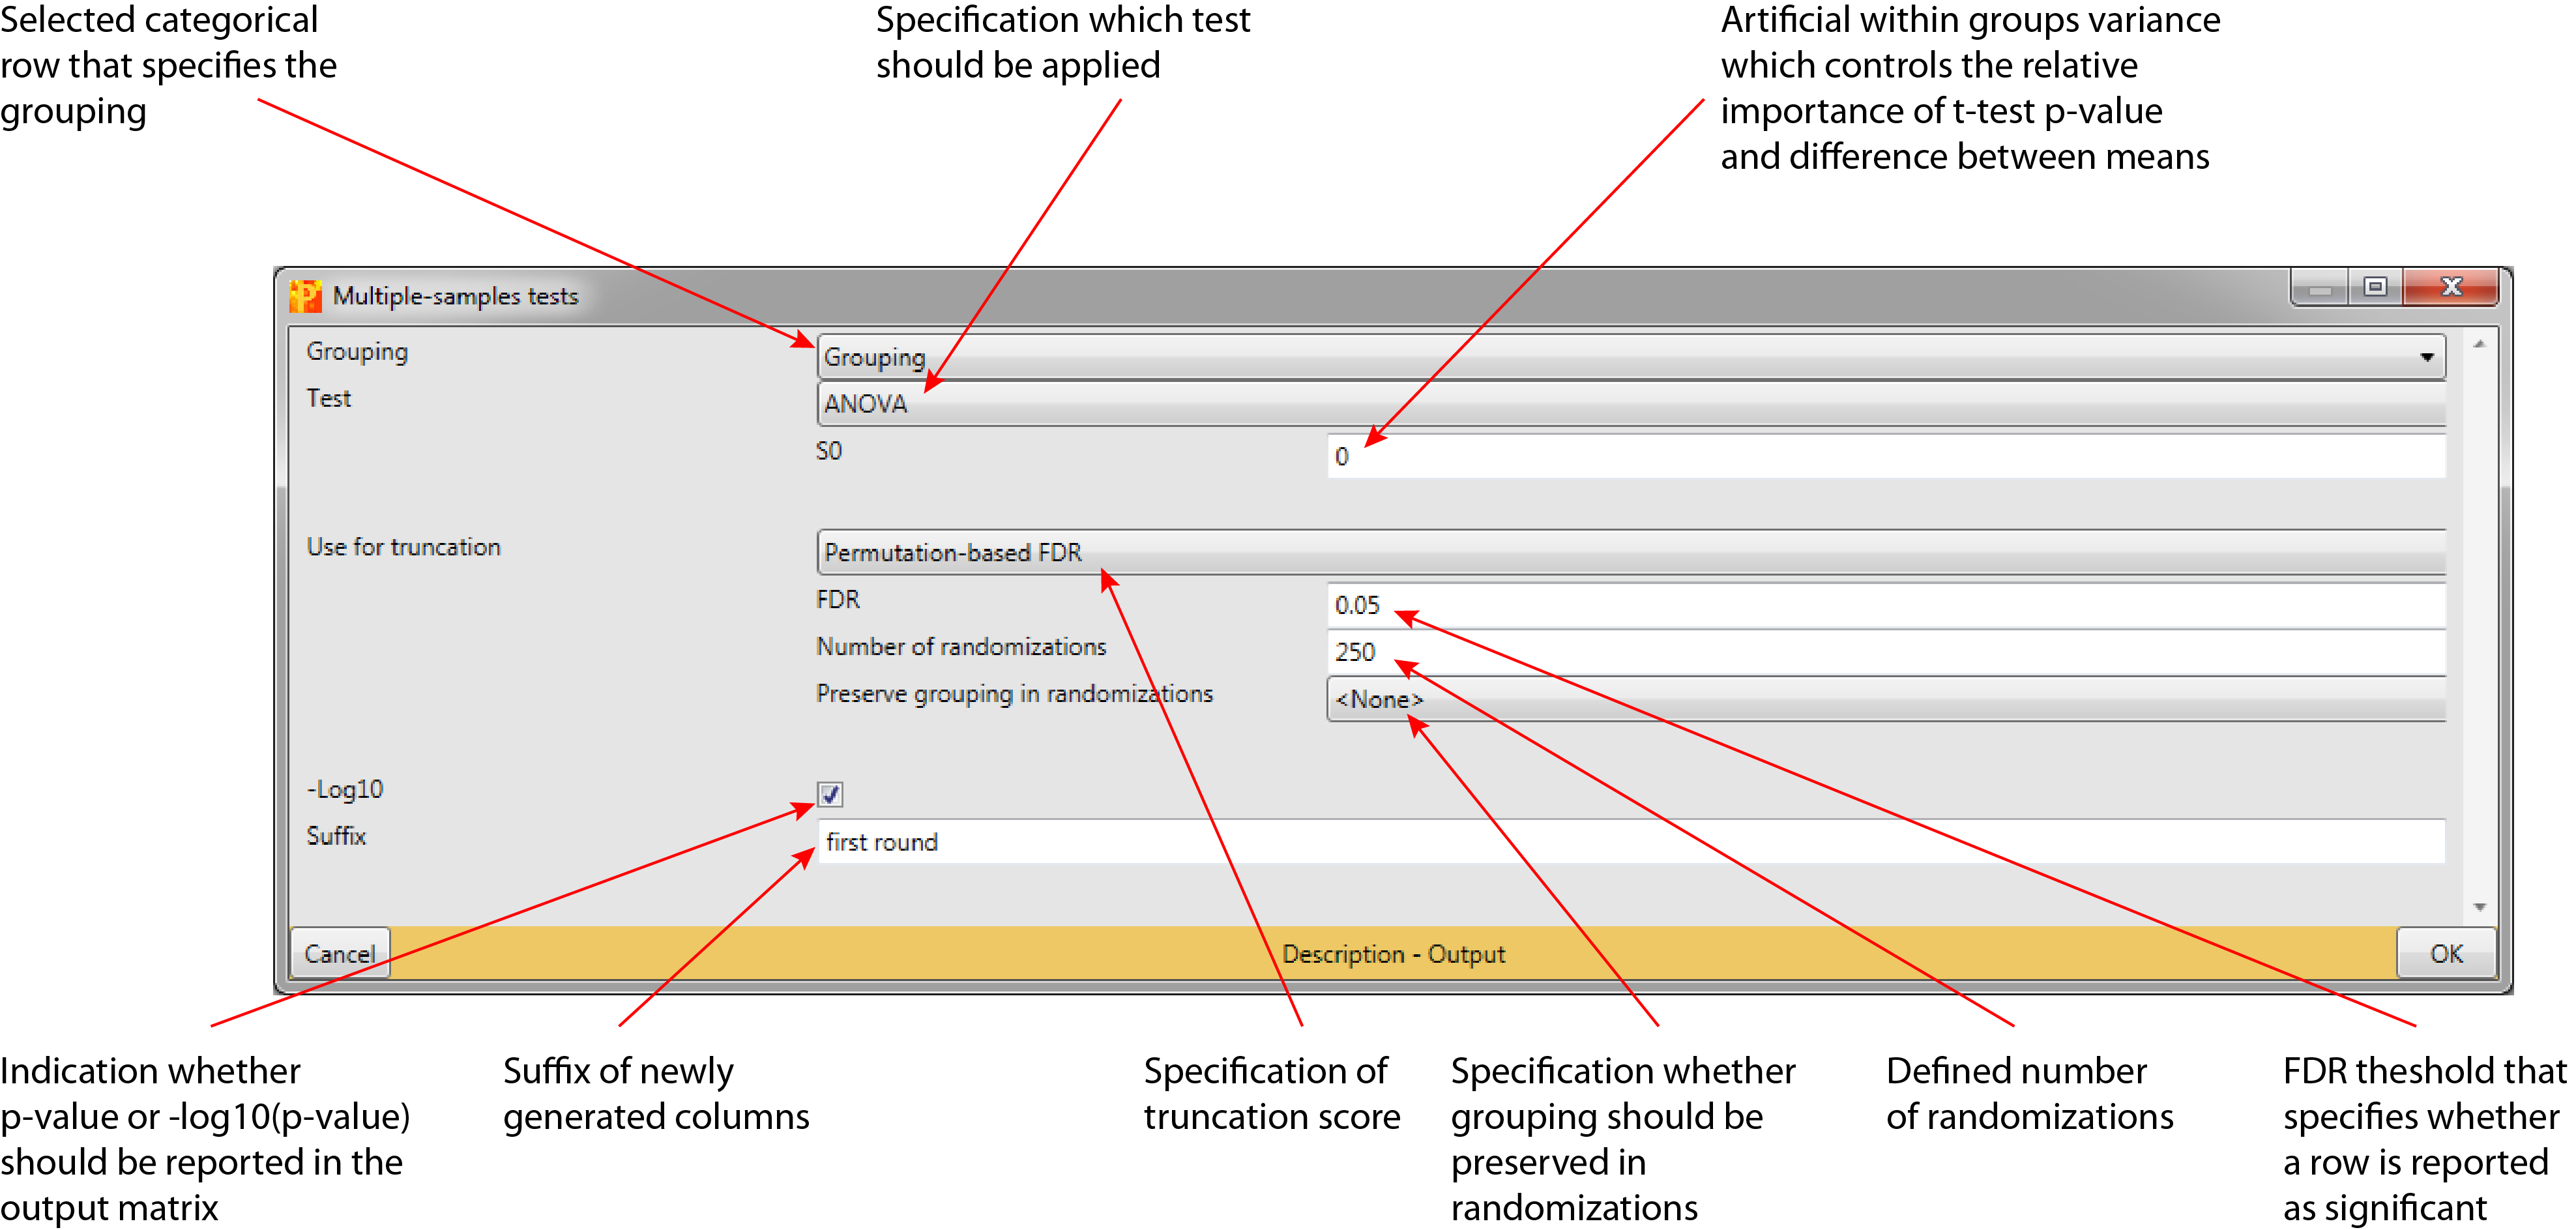 Selected categorical
row that specifies the
grouping
Specification which test
should be applied
Artificial within groups variance
which controls the relative
importance of t-test p-value
and difference between means
Multiple-samples tests
Grouping
Grouping
Test
ANOVA
S0
0
Use for truncation
Permutation-based FDR
FDR
0.05
Number of randomizations
250
Preserve grouping in randomizations
<None>
-Log10
Suffix
first round
Cancel
Description - Output
OK
Indication whether
p-value or -log10(p-value)
should be reported in the
output matrix
Suffix of newly
generated columns
Specification of
truncation score
Specification whether
grouping should be
preserved in
randomizations
Defined number
of randomizations
FDR theshold that
specifies whether
a row is reported
as significant